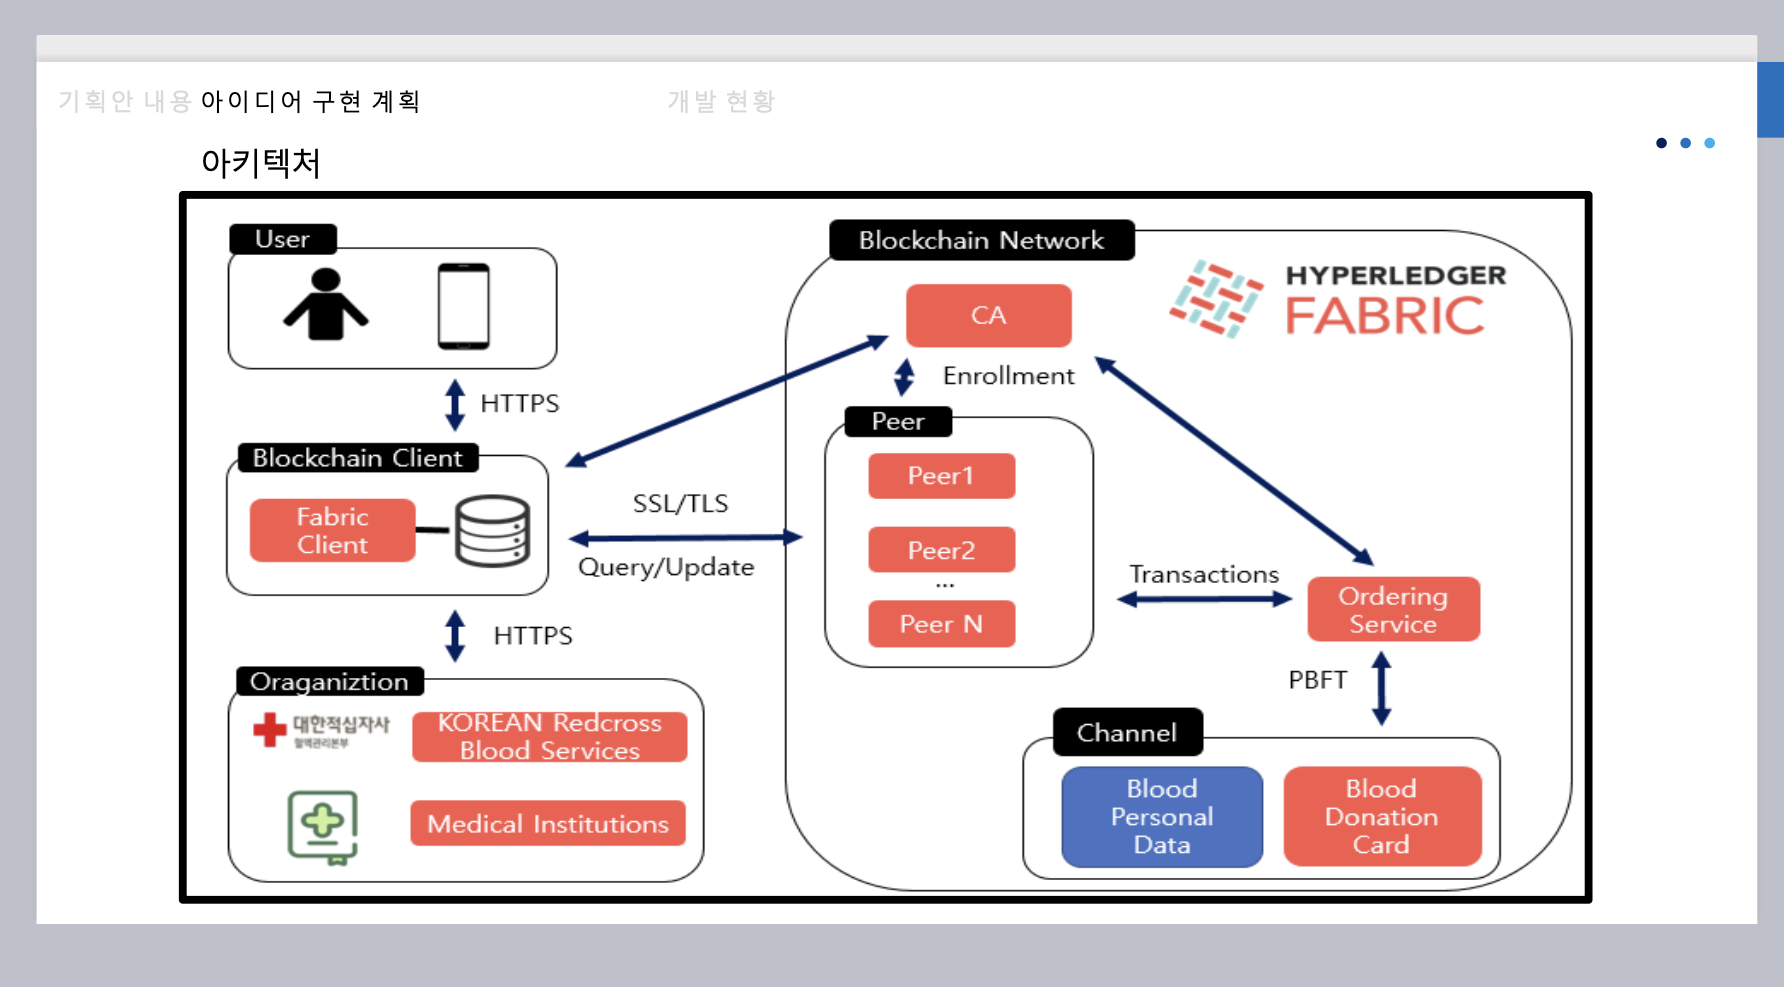 기획안 내용 아이디어 구현 계획 개발 현황
아키텍처
User
HTTPS
Blockchain Client
Fabric
Client
SSL/TLS
Query/Update
HTTPS
Oraganiztion
대한적십자사
혈액관리본부
KOREAN Redcross
Blood Services
Medical Institutions
Blockchain Network
HYPERLEDGER
FABRIC
CA
Enrollment
Peer
Peer1
Peer2
...
Peer N
Transactions
Ordering
Service
PBFT
Channel
Blood
Personal
Data
Blood
Donation
Card